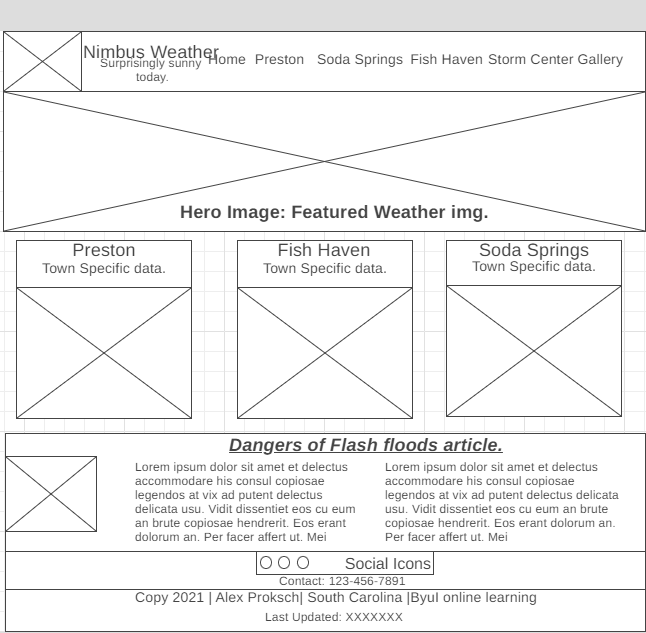 Nimbus Weather
Surprisingly sunny
today.
Home Preston Soda Springs Fish Haven Storm Center Gallery
Hero Image: Featured Weather img.
Preston
Town Specific data.
Fish Haven
Town Specific data.
Soda Springs
Town Specific data.
Dangers of Flash floods article.
Lorem ipsum dolor sit amet et delectus
accommodare his consul copiosae
legendos at vix ad putent delectus
delicata usu. Vidit dissentiet eos cu eum
an brute copiosae hendrerit. Eos erant
dolorum an. Per facer affert ut. Mei
Lorem ipsum dolor sit amet et delectus
accommodare his consul copiosae
legendos at vix ad putent delectus delicata
usu. Vidit dissentiet eos cu eum an brute
copiosae hendrerit. Eos erant dolorum an.
Per facer affert ut. Mei
Social Icons
Contact: 123-456-7891
Copy 2021 | Alex Proksch| South Carolina |ByuI online learning
Last Updated: XXXXXXX